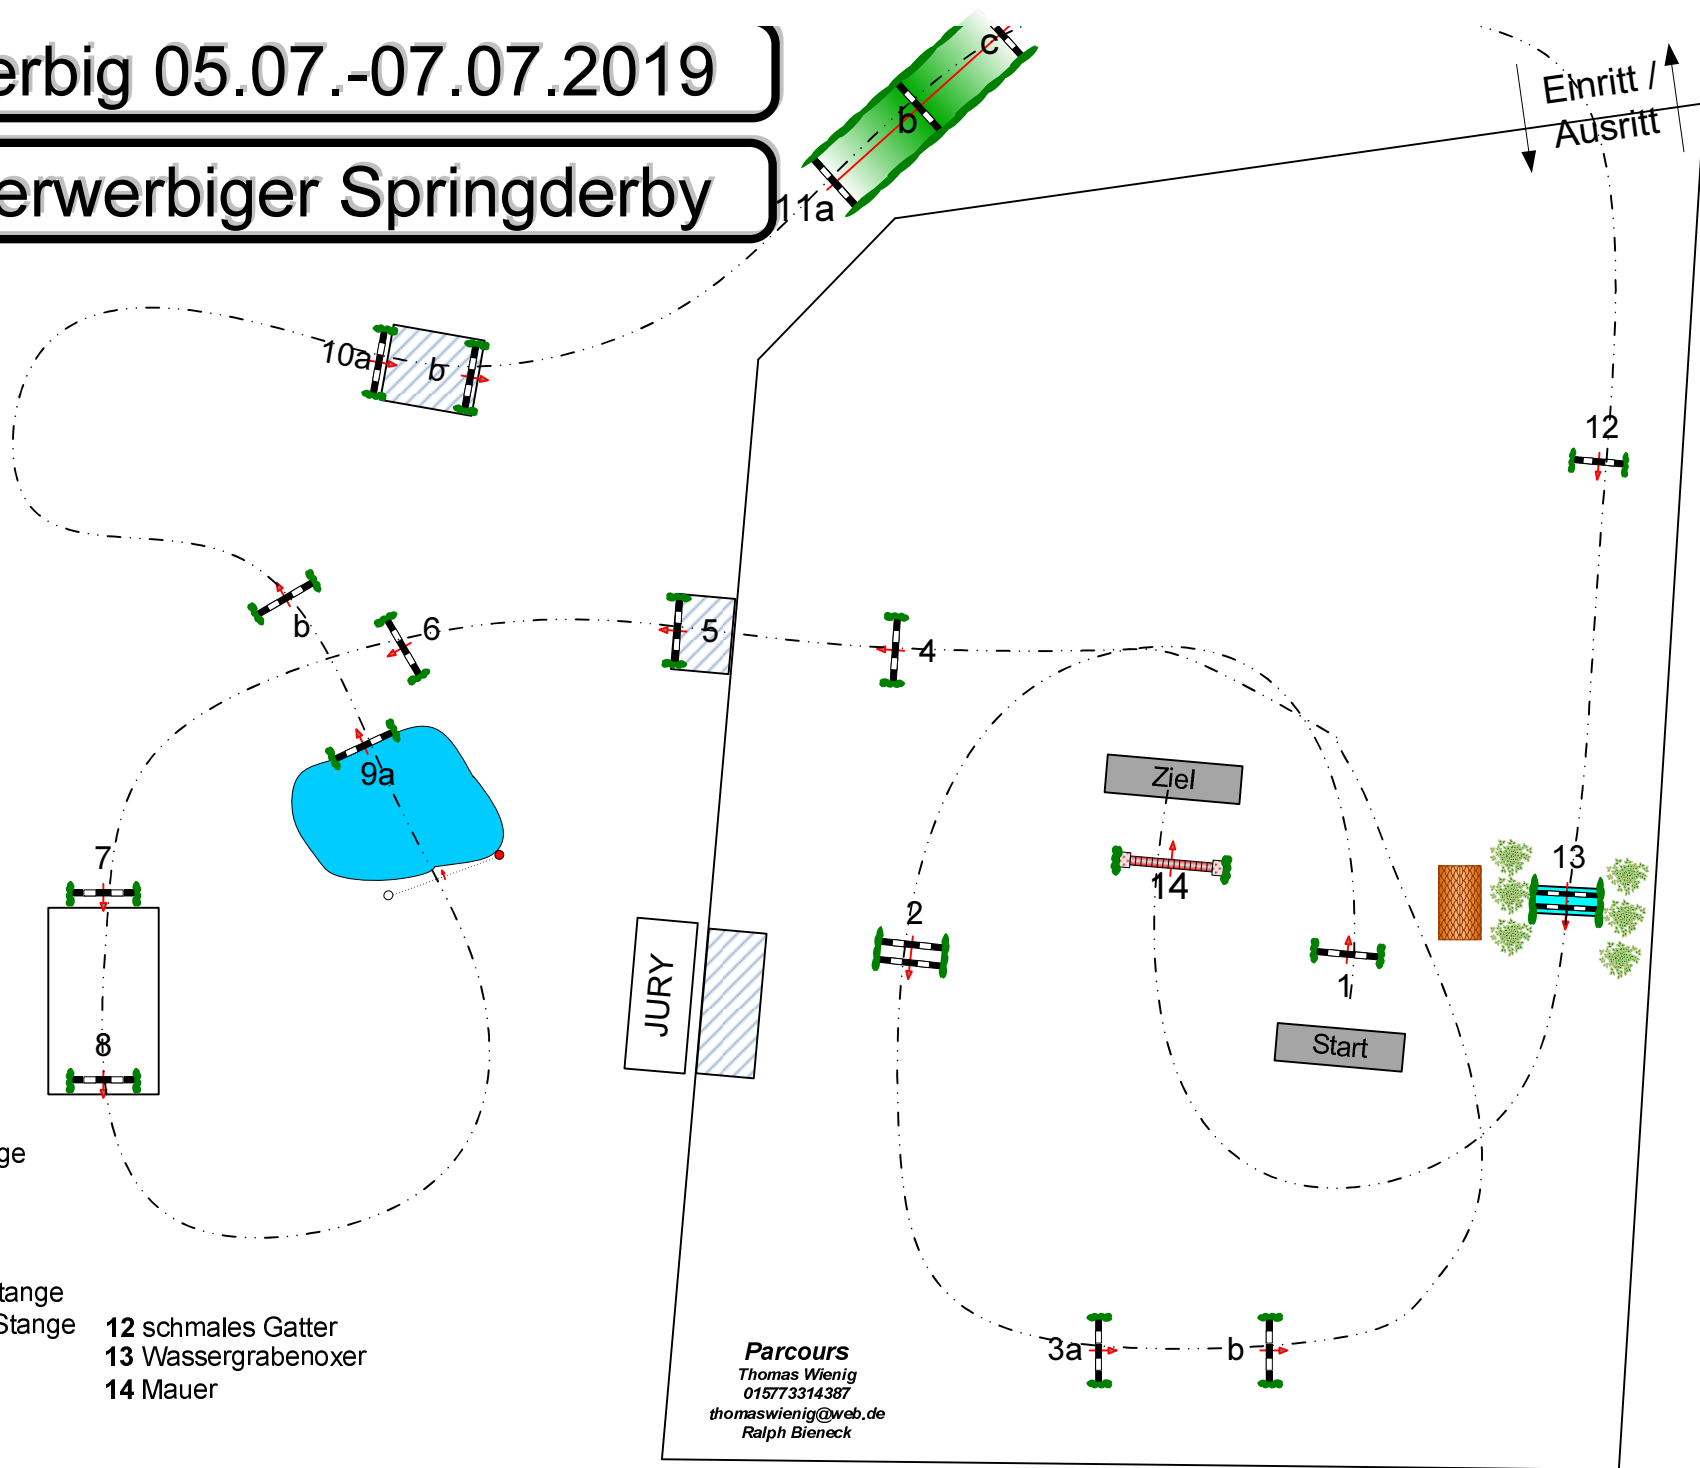 erbig 05.07.-07.07.2019
erwerbiger Springderby
c
b
11a
Einritt /
Ausritt
10a
b
12
b
6
5
4
9a
Ziel
7
13
14
2
JURY
1
8
Start
ge
tange
Stange
12 schmales Gatter
13 Wassergrabenoxer
14 Mauer
3a
b
Parcours
Thomas Wienig
015773314387
thomaswienig@web.de
Ralph Bieneck